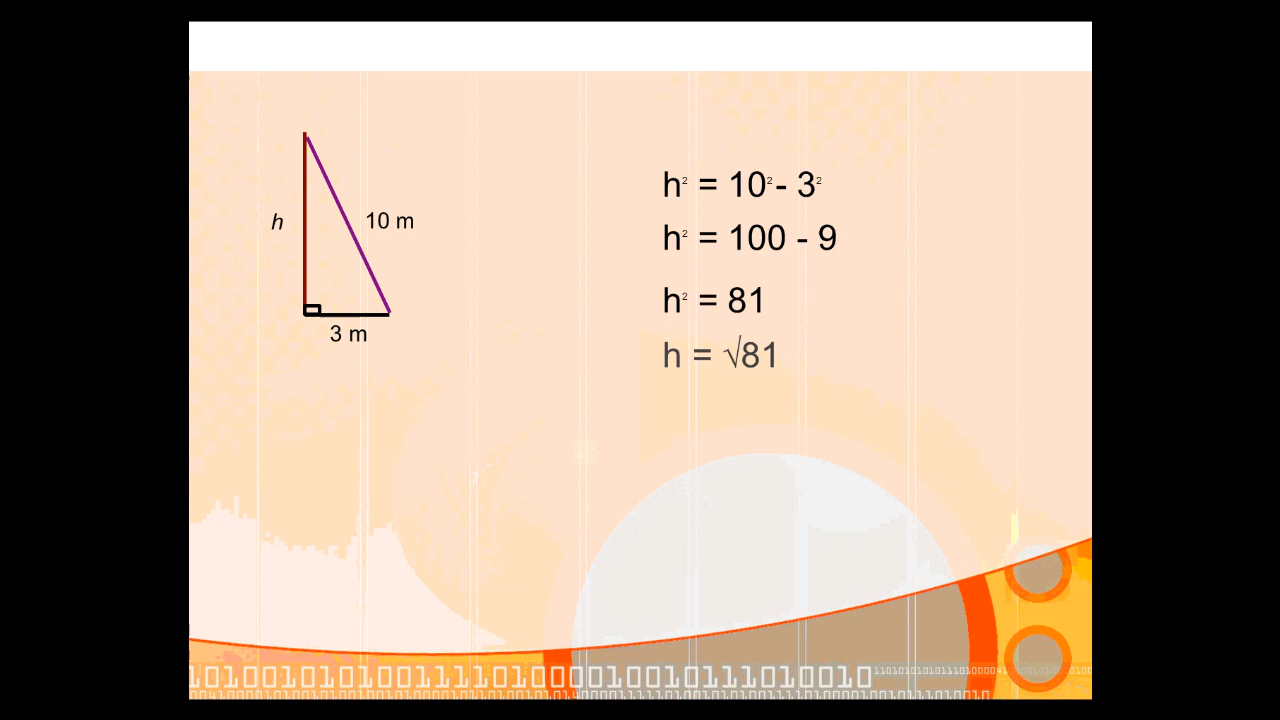 h² = 10² - 3²
h² = 100 - 9
h
10 m
h² = 81
3 m
h = √81